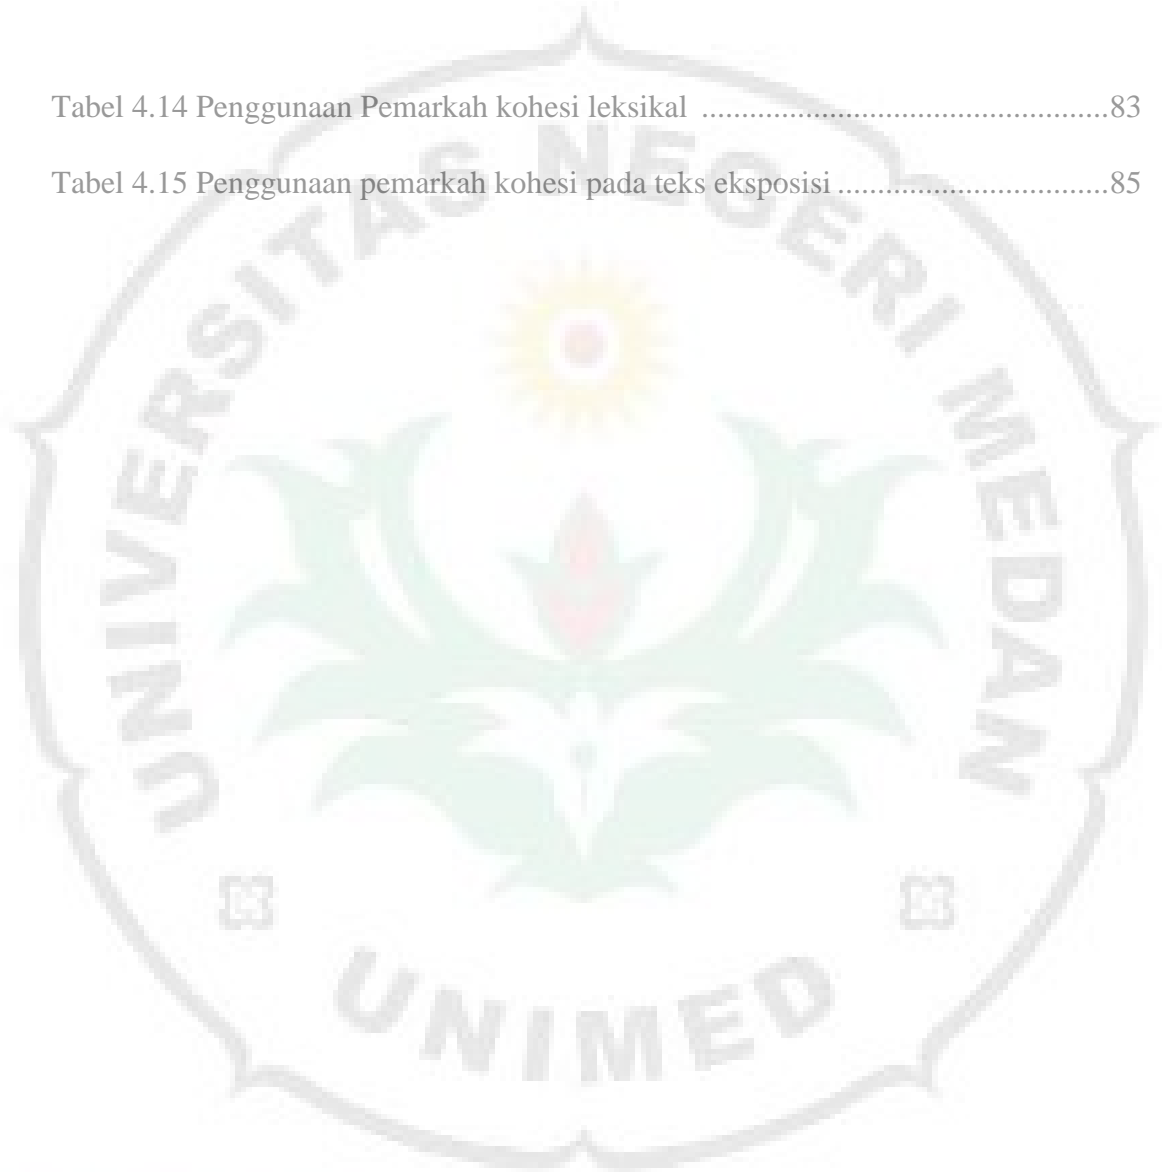 Tabel 4.14 Penggunaan Pemarkah kohesi leksikal ...........................................83
Tabel 4.15 Penggunaan pemarkah kohesi pada teks eksposisi .............................85
UNIVERSITAS NEGERI MEDAN
UNIMED